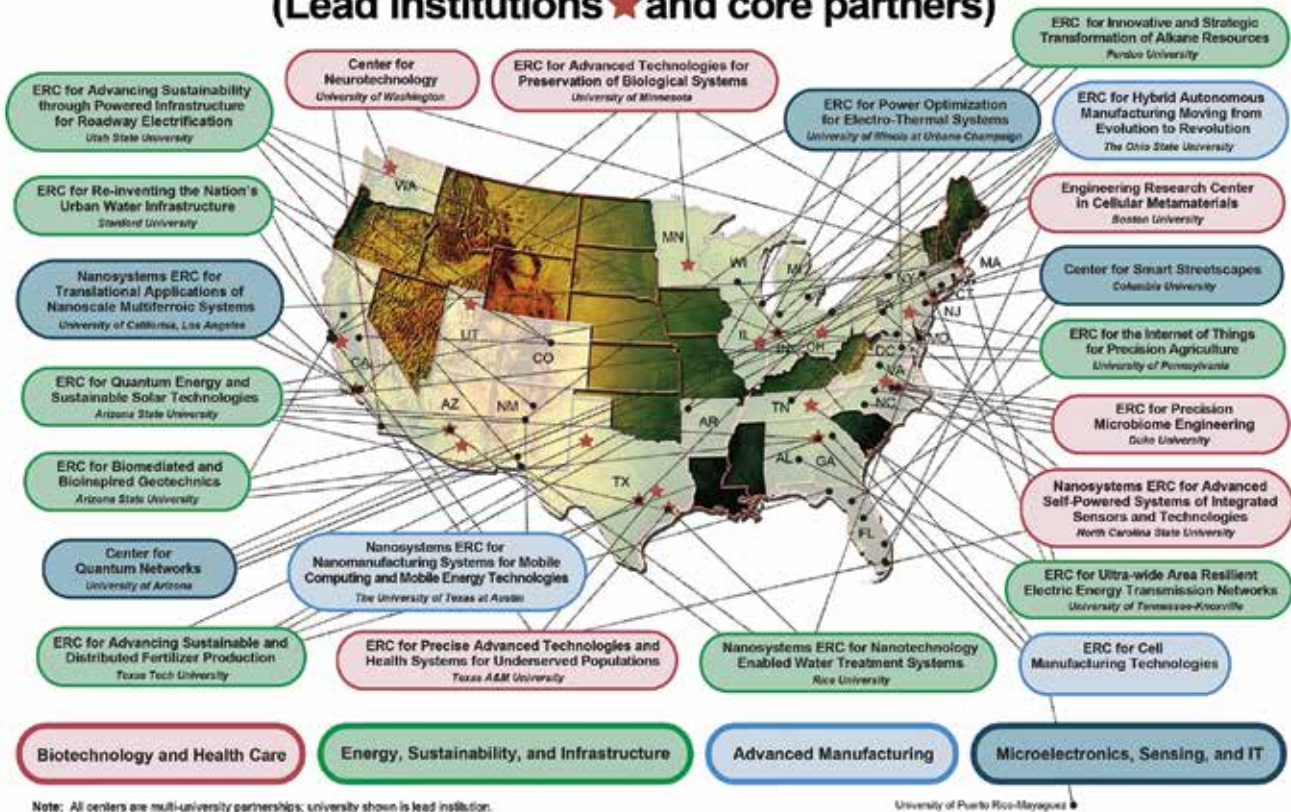 (Lead Institutions ★ and core partners)
ERC for Innovative and Strategic
Transformation of Alkane Resources
Purdue University
Center for
Neurotechnology
University of Washington
ERC for Advanced Technologies for
Preservation of Biological Systems
University of Minnesota
ERC for Advancing Sustainability
through Powered Infrastructure
for Roadway Electrification
Utah State University
ERC for Power Optimization
for Electro-Thermal Systems
University of Illinois at Urbana-Champaign
ERC for Hybrid Autonomous
Manufacturing Moving from
Evolution to Revolution
The Ohio State University
ERC for Re-inventing the Nation's
Urban Water Infrastructure
Stanford University
Engineering Research Center
in Cellular Metamaterials
Boston University
Nanosystems ERC for
Translational Applications of
Nanoscale Multiferroic Systems
University of California, Los Angeles
Center for Smart Streetscapes
Columbia University
ERC for Quantum Energy and
Sustainable Solar Technologies
Arizona State University
ERC for the Internet of Things
for Precision Agriculture
University of Pennsylvania
ERC for Precision
Microbiome Engineering
Duke University
ERC for Biomediated and
Bioinspired Geotechnics
Arizona State University
Nanosystems ERC for Advanced
Self-Powered Systems of Integrated
Sensors and Technologies
North Carolina State University
Center for
Quantum Networks
University of Arizona
Nanosystems ERC for
Nanomanufacturing Systems for Mobile
Computing and Mobile Energy Technologies
The University of Texas at Austin
ERC for Ultra-wide Area Resilient
Electric Energy Transmission Networks
University of Tennessee-Knoxville
ERC for Advancing Sustainable and
Distributed Fertilizer Production
Texas Tech University
ERC for Precise Advanced Technologies and
Health Systems for Underserved Populations
Texas A&M University
Nanosystems ERC for Nanotechnology
Enabled Water Treatment Systems
Rice University
ERC for Cell
Manufacturing Technologies
WA
MN
WI
MI
NY
MA
CT
NJ
PA
MD
DC
VA
NC
OH
IN
IL
UT
CO
CA
AZ
NM
AR
TN
AL
GA
TX
FL
Biotechnology and Health Care
Energy, Sustainability, and Infrastructure
Advanced Manufacturing
Microelectronics, Sensing, and IT
Note: All centers are multi-university partnerships; university shown is lead institution.
University of Puerto Rico-Mayaguez